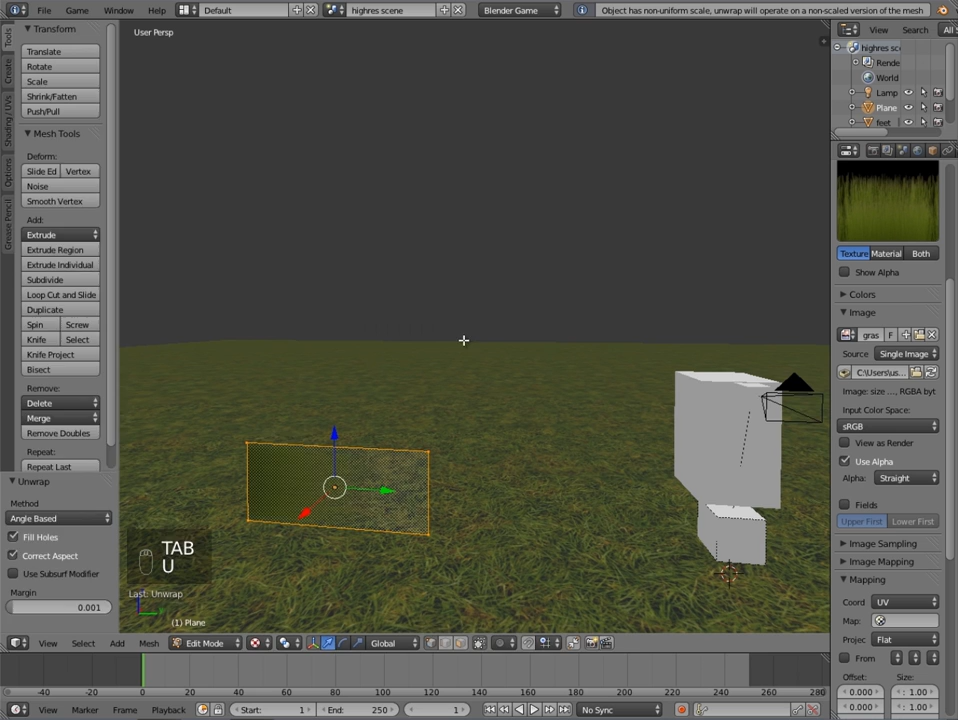 File Game Window Help Default highres scene Blender Game Object has non-uniform scale, unwrap will operate on a non-scaled version of the mesh
Tools
Create
Shading / UVs
Options
Grease Pencil
Transform
Translate
Rotate
Scale
Shrink/Fatten
Push/Pull
Mesh Tools
Deform:
Slide Ed Vertex
Noise
Smooth Vertex
Add:
Extrude
Extrude Region
Extrude Individual
Subdivide
Loop Cut and Slide
Duplicate
Spin Screw
Knife Select
Knife Project
Bisect
Remove:
Delete
Merge
Remove Doubles
Repeat:
Repeat Last
Unwrap
Method
Angle Based
Fill Holes
Correct Aspect
Use Subsurf Modifier
Margin
0.001
User Persp
TAB
U
Last: Unwrap
(1) Plane
View Select Add Mesh Edit Mode Global
-40 -20 0 20 40 60 80 100 120 140 160 180 200 220 240 260 280
View Marker Frame Playback Start: 1 End: 250 1 No Sync
View Search All S
highres sc
Rende
World
Lamp
Plane
feet
Texture Material Both
Show Alpha
Colors
Image
gras F
Source Single Image
C:\Users\us...
Image: size ..., RGBA byt
Input Color Space:
sRGB
View as Render
Use Alpha
Alpha: Straight
Fields
Upper First Lower First
Image Sampling
Image Mapping
Mapping
Coord UV
Map:
Projec Flat
From
Offset: Size:
0.000 : 1.00
0.000 : 1.00